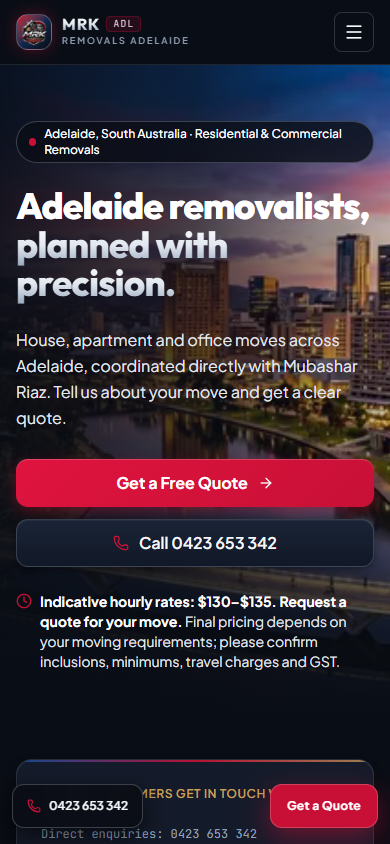 MRK ADL
REMOVALS ADELAIDE
Adelaide, South Australia · Residential & Commercial
Removals
Adelaide removalists,
planned with
precision.
House, apartment and office moves across
Adelaide, coordinated directly with Mubashar
Riaz. Tell us about your move and get a clear
quote.
Get a Free Quote →
Call 0423 653 342
Indicative hourly rates: $130–$135. Request a
quote for your move. Final pricing depends on
your moving requirements; please confirm
inclusions, minimums, travel charges and GST.
GET IN TOUCH
0423 653 342
Get a Quote
Direct enquiries: 0423 653 342